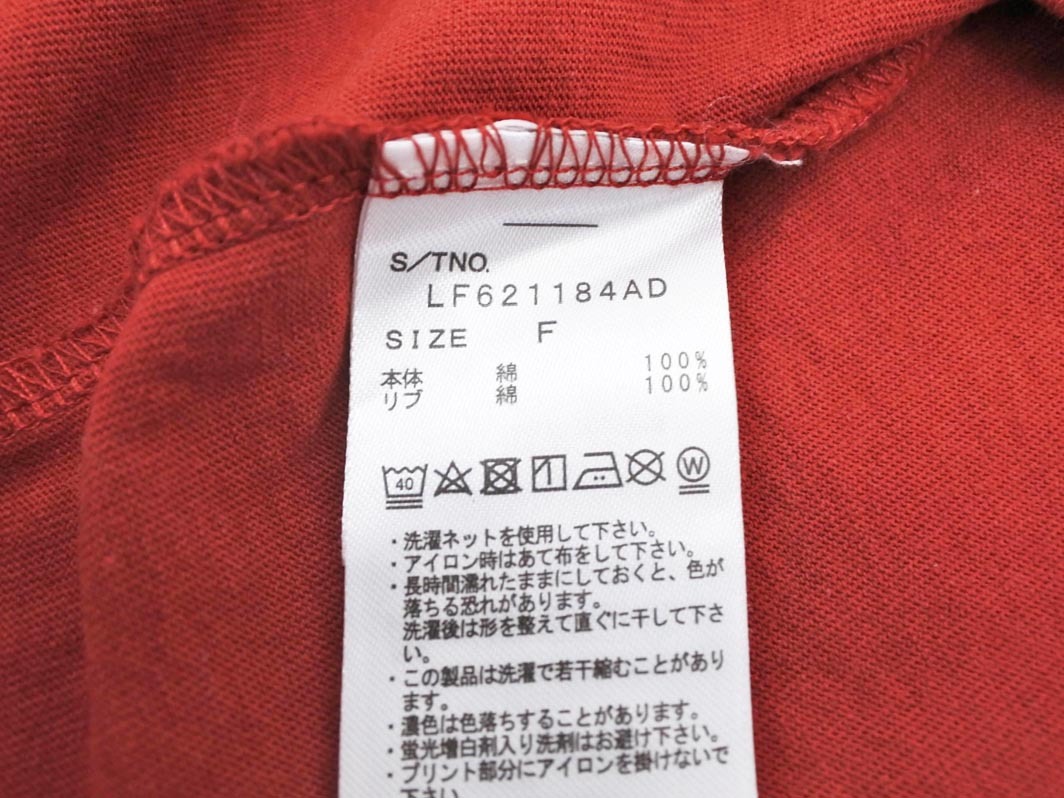 S/TNO.
LF621184AD
SIZE F
本体 綿 100%
リブ 綿 100%
40 W
・洗濯ネットを使用して下さい。
・アイロン時はあて布をして下さい。
・長時間濡れたままにしておくと、色が
落ちる恐れがあります。
洗濯後は形を整えて直ぐに干して下さ
い。
・この製品は洗濯で若干縮むことがあり
ます。
・濃色は色落ちすることがあります。
・蛍光増白剤入り洗剤はお避け下さい。
・プリント部分にアイロンを掛けないで
下さい。